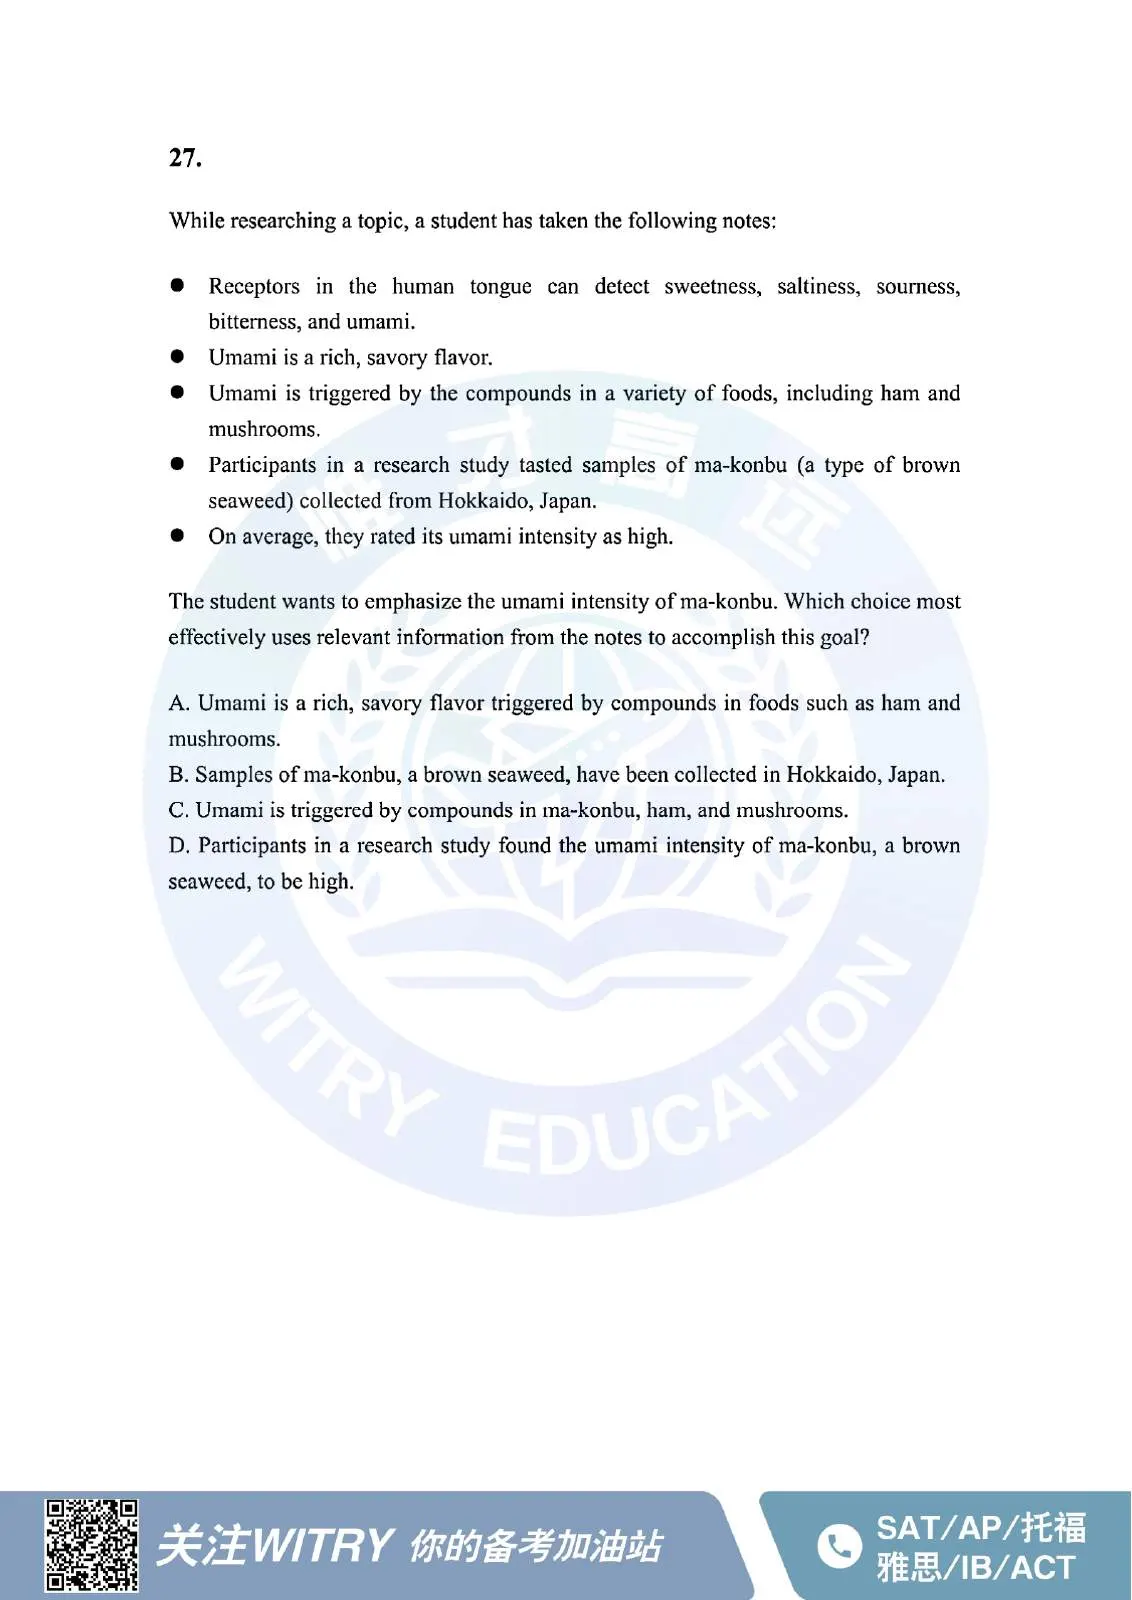 27.
While researching a topic, a student has taken the following notes:
● Receptors in the human tongue can detect sweetness, saltiness, sourness,
bitterness, and umami.
● Umami is a rich, savory flavor.
● Umami is triggered by the compounds in a variety of foods, including ham and
mushrooms.
● Participants in a research study tasted samples of ma-konbu (a type of brown
seaweed) collected from Hokkaido, Japan.
● On average, they rated its umami intensity as high.
The student wants to emphasize the umami intensity of ma-konbu. Which choice most
effectively uses relevant information from the notes to accomplish this goal?
A. Umami is a rich, savory flavor triggered by compounds in foods such as ham and
mushrooms.
B. Samples of ma-konbu, a brown seaweed, have been collected in Hokkaido, Japan.
C. Umami is triggered by compounds in ma-konbu, ham, and mushrooms.
D. Participants in a research study found the umami intensity of ma-konbu, a brown
seaweed, to be high.
惟才高远
WITRY EDUCATION
关注WITRY 你的备考加油站
SAT/AP/托福
雅思/IB/ACT